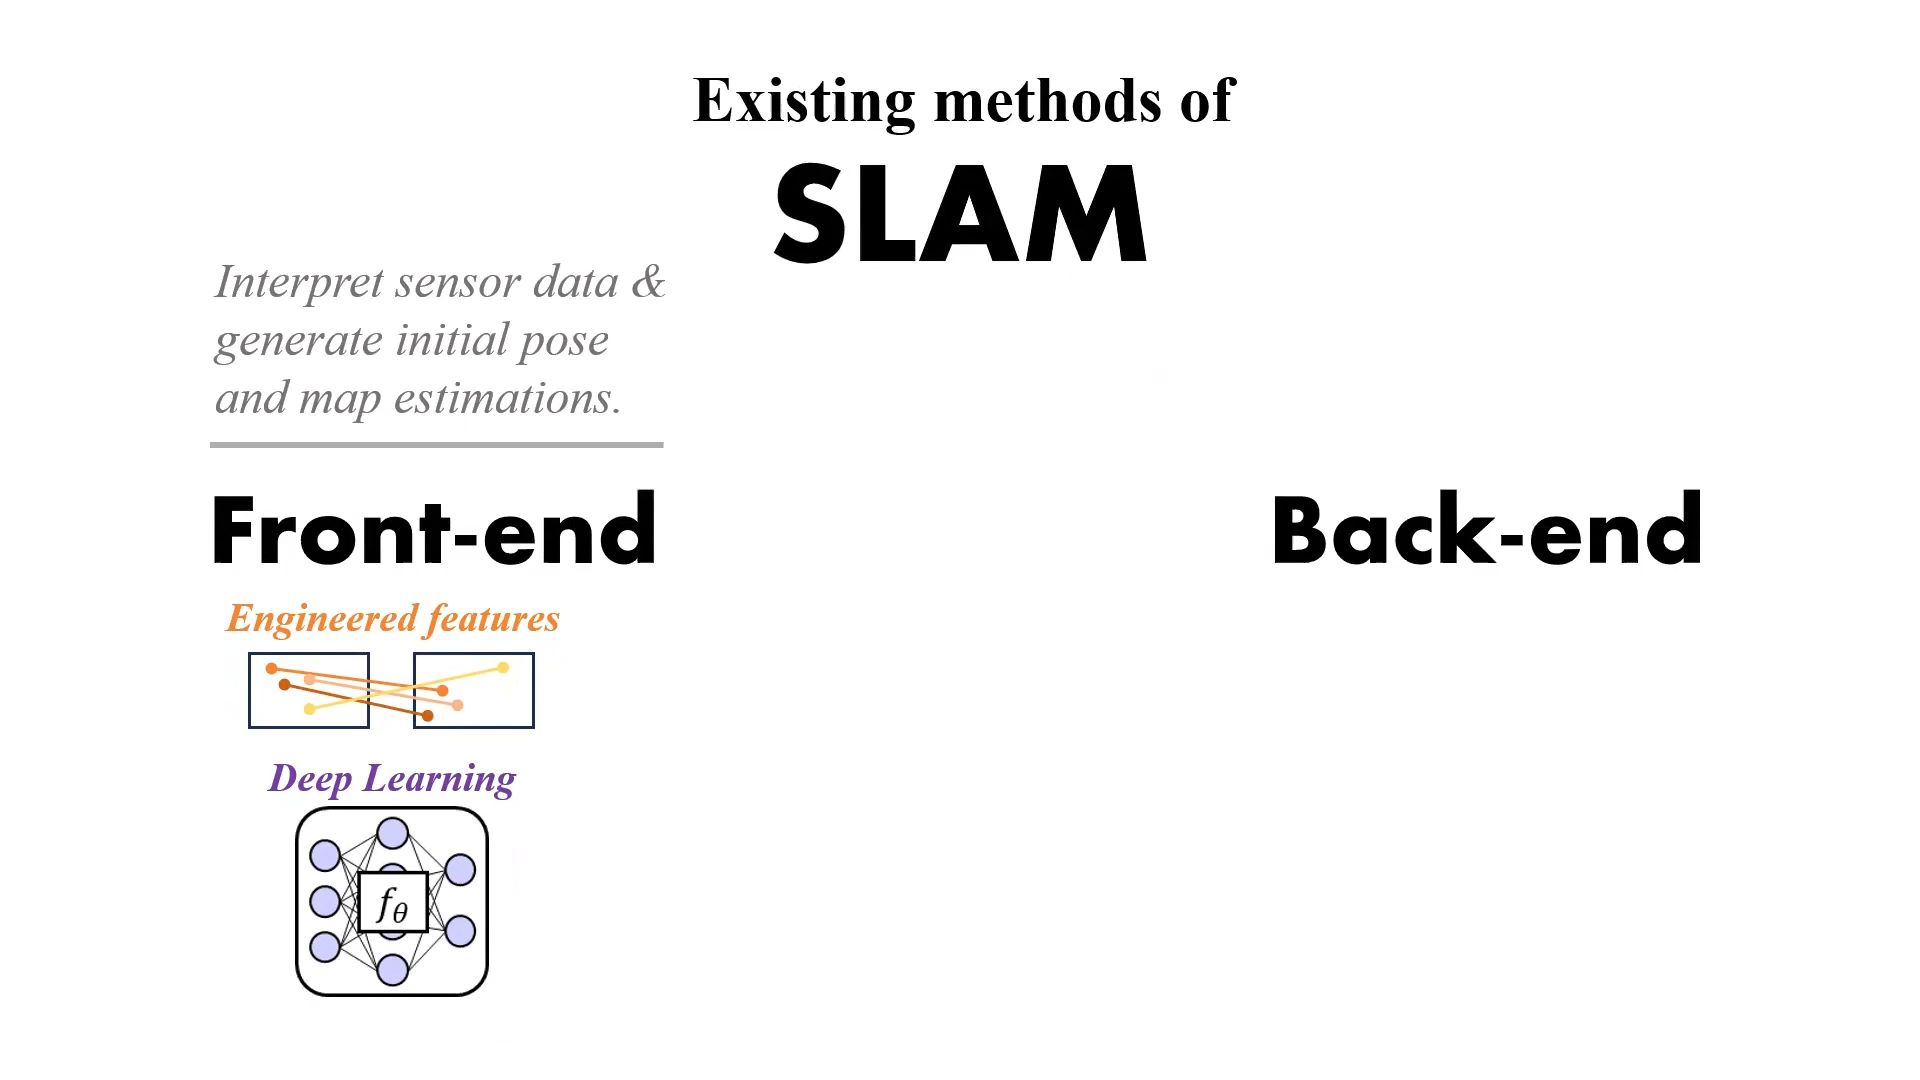 Existing methods of
SLAM
Interpret sensor data &
generate initial pose
and map estimations.
Front-end
Back-end
Engineered features
Deep Learning
fθ